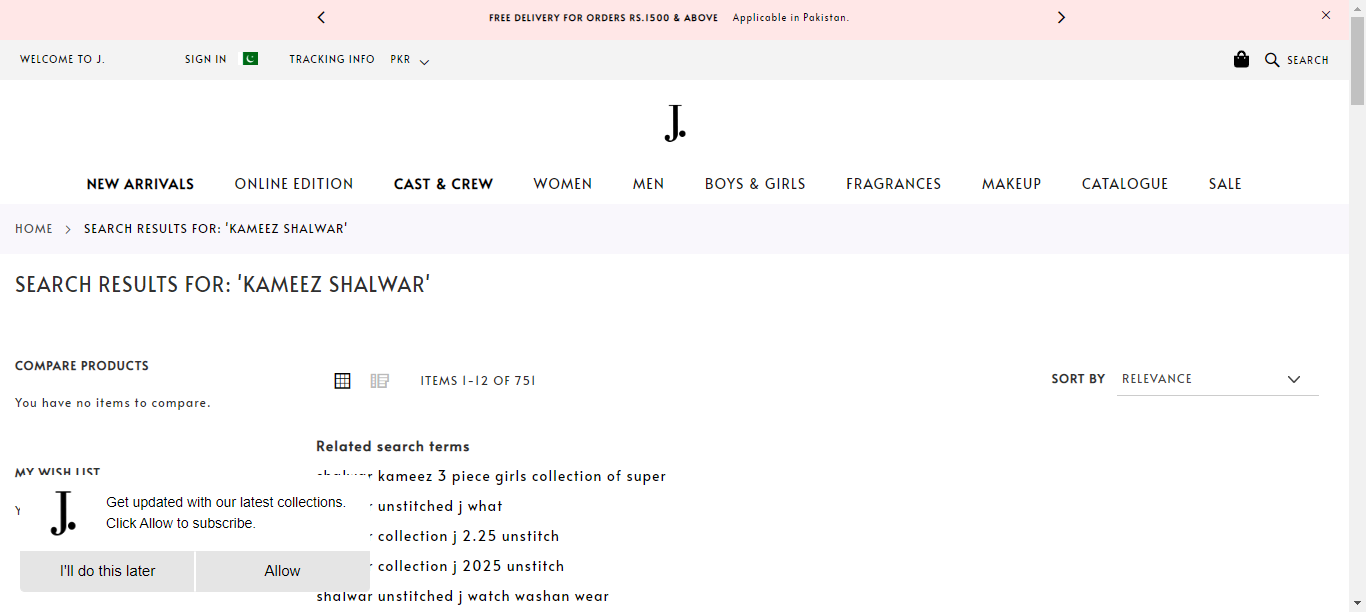 FREE DELIVERY FOR ORDERS RS.1500 & ABOVE Applicable in Pakistan.
WELCOME TO J. SIGN IN TRACKING INFO PKR SEARCH
J.
NEW ARRIVALS ONLINE EDITION CAST & CREW WOMEN MEN BOYS & GIRLS FRAGRANCES MAKEUP CATALOGUE SALE
HOME > SEARCH RESULTS FOR: 'KAMEEZ SHALWAR'
SEARCH RESULTS FOR: 'KAMEEZ SHALWAR'
COMPARE PRODUCTS
You have no items to compare.
MY WISH LIST
ITEMS 1-12 OF 751
SORT BY RELEVANCE
Related search terms
shalwar kameez 3 piece girls collection of super
unstitched j what
collection j 2.25 unstitch
collection j 2025 unstitch
shalwar unstitched j watch washan wear
J.
Get updated with our latest collections.
Click Allow to subscribe.
I'll do this later Allow